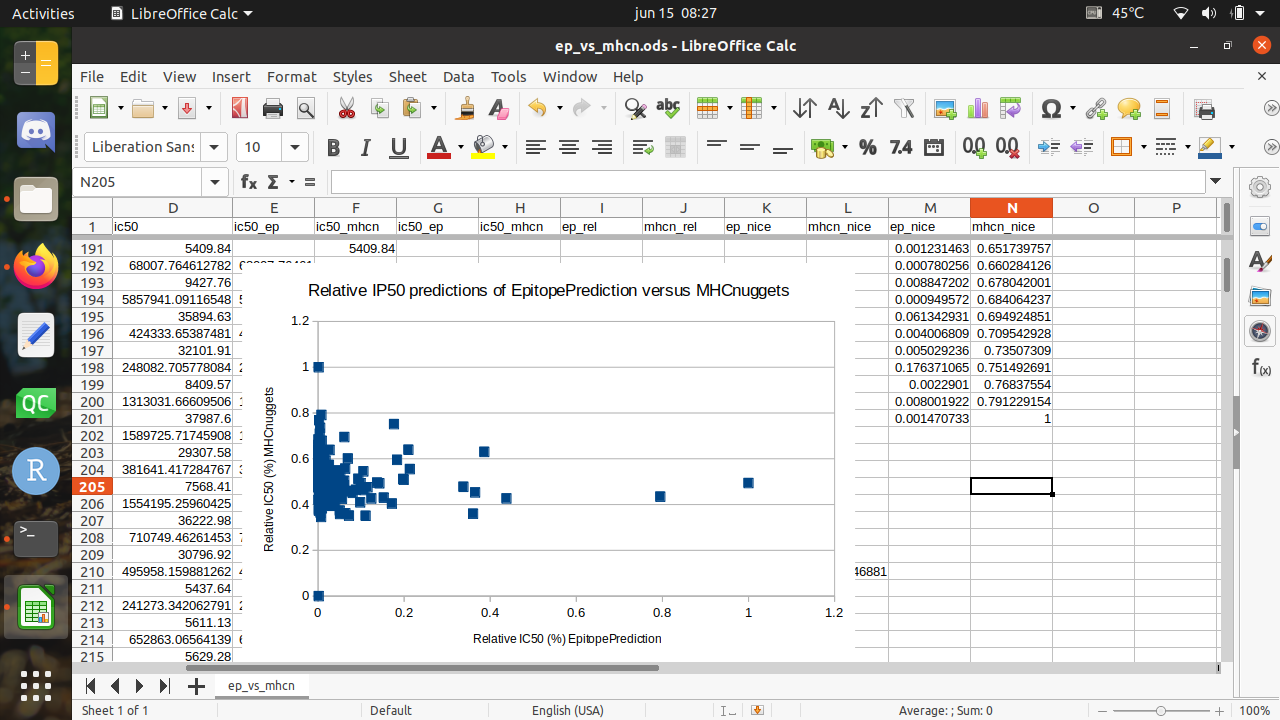 Activities LibreOffice Calc jun 15 08:27 45°C
ep_vs_mhcn.ods - LibreOffice Calc
File Edit View Insert Format Styles Sheet Data Tools Window Help
Liberation Sans 10
N205
D E F G H I J K L M N O P
1 ic50 ic50_ep ic50_mhcn ic50_ep ic50_mhcn ep_rel mhcn_rel ep_nice mhcn_nice ep_nice mhcn_nice
191 5409.84 5409.84 0.001231463 0.651739757
192 68007.764612782 0.000780256 0.660284126
193 9427.76 0.008847202 0.678042001
194 5857941.09116548 5 0.000949572 0.684064237
195 35894.63 0.061342931 0.694924851
196 424333.65387481 4 0.004006809 0.709542928
197 32101.91 0.005029236 0.73507309
198 248082.705778084 2 0.176371065 0.751492691
199 8409.57 0.0022901 0.76837554
200 1313031.66609506 1 0.008001922 0.791229154
201 37987.6 0.001470733 1
202 1589725.71745908 1
203 29307.58
204 381641.417284767 3
205 7568.41
206 1554195.25960425 1
207 36222.98
208 710749.46261453 7
209 30796.92
210 495958.159881262 4 46881
211 5437.64
212 241273.342062791 2
213 5611.13
214 652863.06564139 6
215 5629.28
Relative IP50 predictions of EpitopePrediction versus MHCnuggets
Relative IC50 (%) MHCnuggets
1.2
1
0.8
0.6
0.4
0.2
0
0 0.2 0.4 0.6 0.8 1 1.2
Relative IC50 (%) EpitopePrediction
ep_vs_mhcn
Sheet 1 of 1 Default English (USA) Average: ; Sum: 0 100%